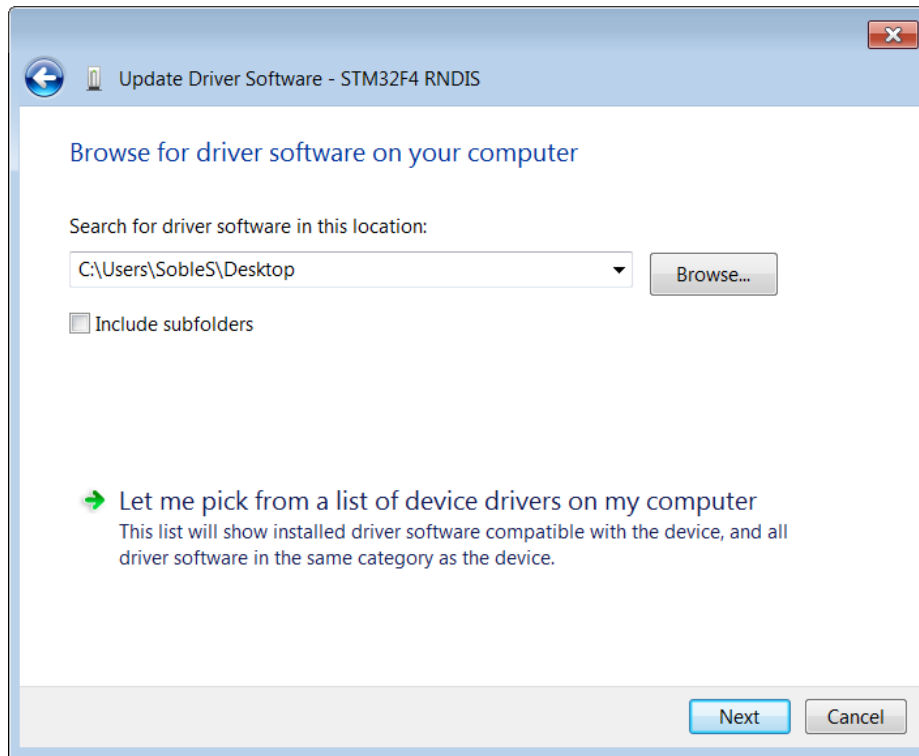 Update Driver Software - STM32F4 RNDIS
Browse for driver software on your computer
Search for driver software in this location:
C:\Users\SobleS\Desktop
Browse...
Include subfolders
Let me pick from a list of device drivers on my computer
This list will show installed driver software compatible with the device, and all
driver software in the same category as the device.
Next
Cancel